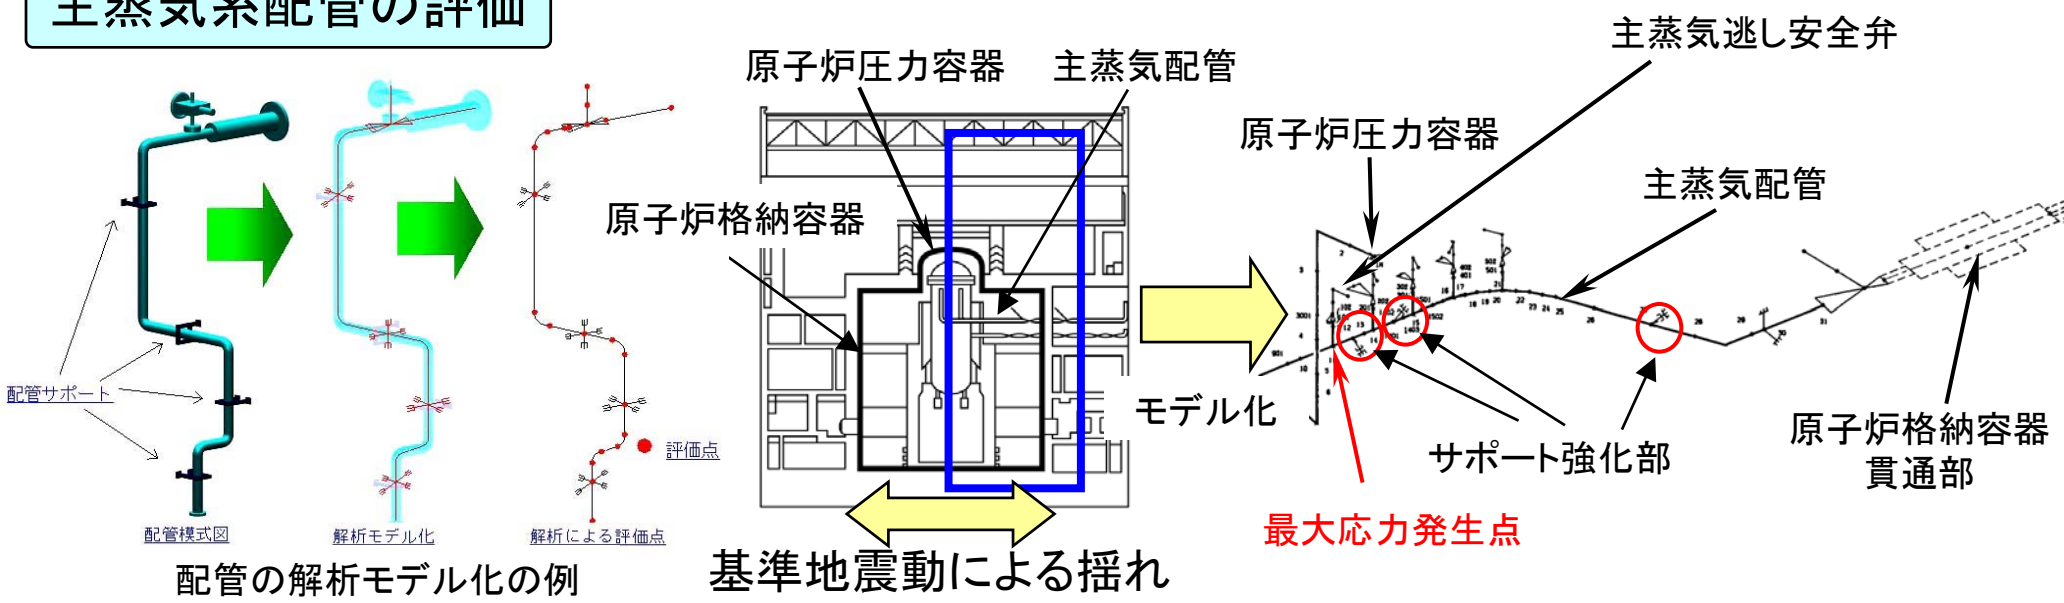 主蒸気系配管の評価
配管サポート
配管模式図
解析モデル化
解析による評価点
評価点
配管の解析モデル化の例
原子炉圧力容器
主蒸気配管
原子炉格納容器
基準地震動による揺れ
モデル化
主蒸気逃し安全弁
原子炉圧力容器
主蒸気配管
サポート強化部
最大応力発生点
原子炉格納容器
貫通部